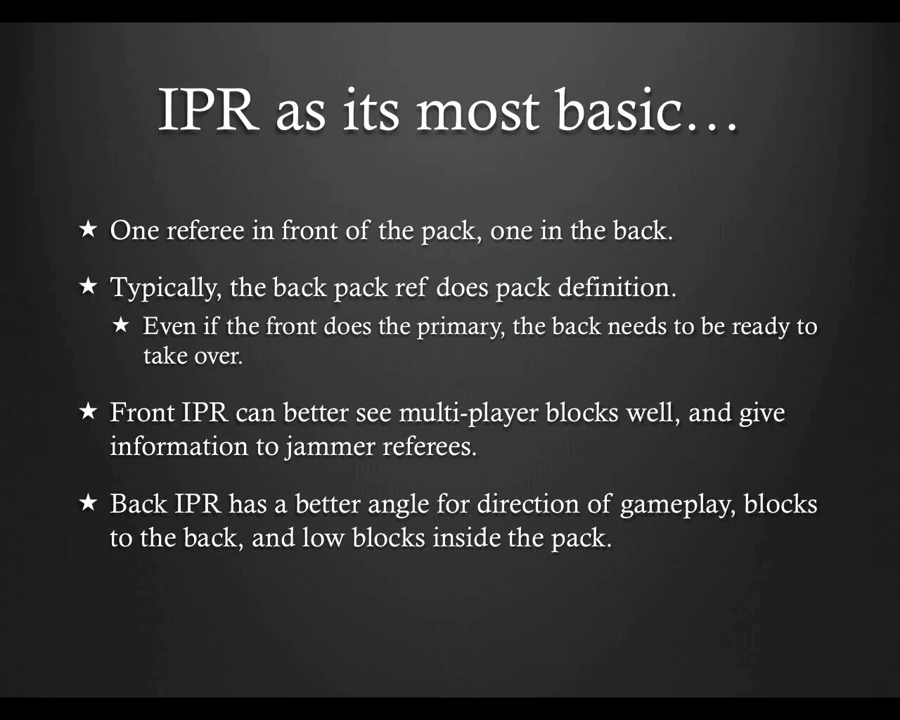 IPR as its most basic…
★ One referee in front of the pack, one in the back.
★ Typically, the back pack ref does pack definition.
★ Even if the front does the primary, the back needs to be ready to
take over.
★ Front IPR can better see multi-player blocks well, and give
information to jammer referees.
★ Back IPR has a better angle for direction of gameplay, blocks
to the back, and low blocks inside the pack.